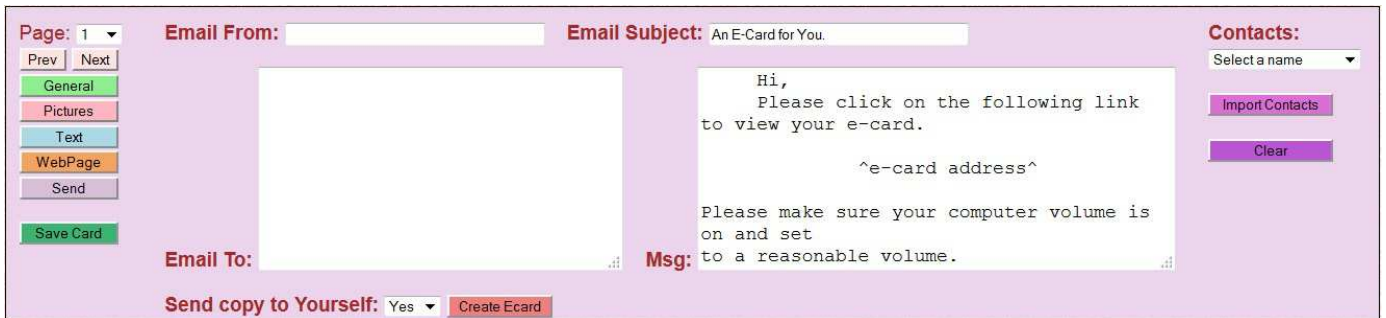 Page: 1
Prev Next
General
Pictures
Text
WebPage
Send
Save Card
Email From:
Email Subject: An E-Card for You.
Email To:
Msg:
Hi,
Please click on the following link
to view your e-card.
^e-card address^
Please make sure your computer volume is
on and set
to a reasonable volume.
Send copy to Yourself: Yes Create Ecard
Contacts:
Select a name
Import Contacts
Clear